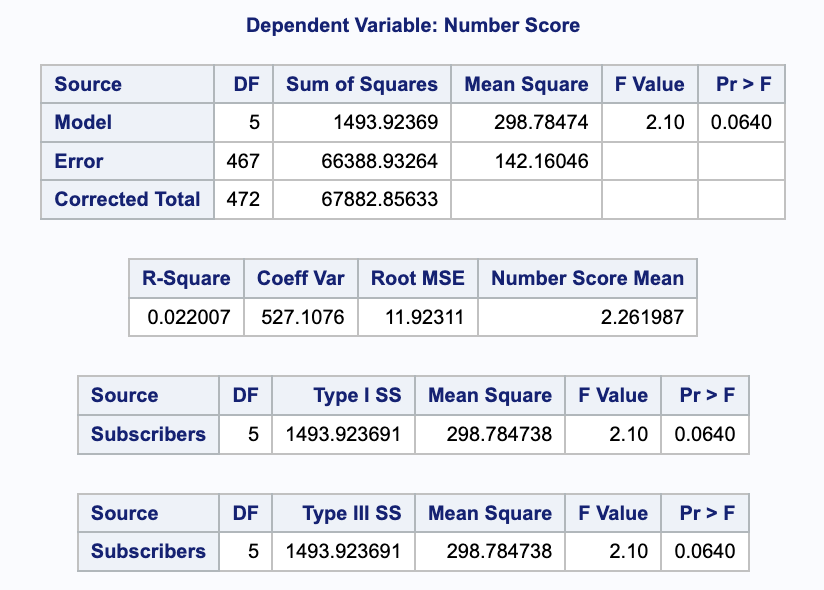 Dependent Variable: Number Score
Source DF Sum of Squares Mean Square F Value Pr > F
Model 5 1493.92369 298.78474 2.10 0.0640
Error 467 66388.93264 142.16046
Corrected Total 472 67882.85633
R-Square Coeff Var Root MSE Number Score Mean
0.022007 527.1076 11.92311 2.261987
Source DF Type I SS Mean Square F Value Pr > F
Subscribers 5 1493.923691 298.784738 2.10 0.0640
Source DF Type III SS Mean Square F Value Pr > F
Subscribers 5 1493.923691 298.784738 2.10 0.0640